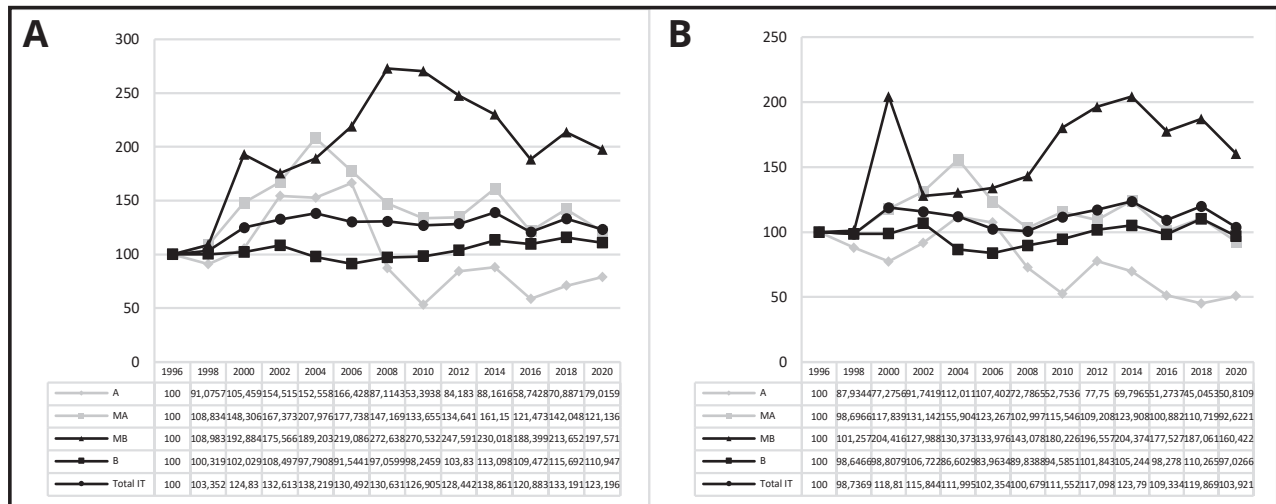 A
300
250
200
150
100
50
0
1996 1998 2000 2002 2004 2006 2008 2010 2012 2014 2016 2018 2020
A 100 91,0757 105,459 154,515 152,558 166,428 87,1143 53,3938 84,183 88,1616 58,7428 70,8871 79,0159
MA 100 108,834 148,306 167,373 207,976 177,738 147,169 133,655 134,641 161,15 121,473 142,048 121,136
MB 100 108,983 192,884 175,566 189,203 219,086 272,638 270,532 247,591 230,018 188,399 213,652 197,571
B 100 100,319 102,029 108,497 97,7908 91,5441 97,0599 98,2459 103,83 113,098 109,472 115,692 110,947
Total IT 100 103,352 124,83 132,613 138,219 130,492 130,631 126,905 128,442 138,861 120,883 133,191 123,196
B
250
200
150
100
50
0
1996 1998 2000 2002 2004 2006 2008 2010 2012 2014 2016 2018 2020
A 100 87,9344 77,2756 91,7419 112,011 107,402 72,7865 52,7536 77,75 69,7965 51,2737 45,0453 50,8109
MA 100 98,6966 117,839 131,142 155,904 123,267 102,997 115,546 109,208 123,908 100,882 110,719 92,6221
MB 100 101,257 204,416 127,988 130,373 133,976 143,078 180,226 196,557 204,374 177,527 187,061 160,422
B 100 98,6466 98,8079 106,722 86,6029 83,9634 89,8388 94,5851 101,843 105,244 98,278 110,265 97,0266
Total IT 100 98,7369 118,81 115,844 111,995 102,354 100,679 111,552 117,098 123,79 109,334 119,869 103,921